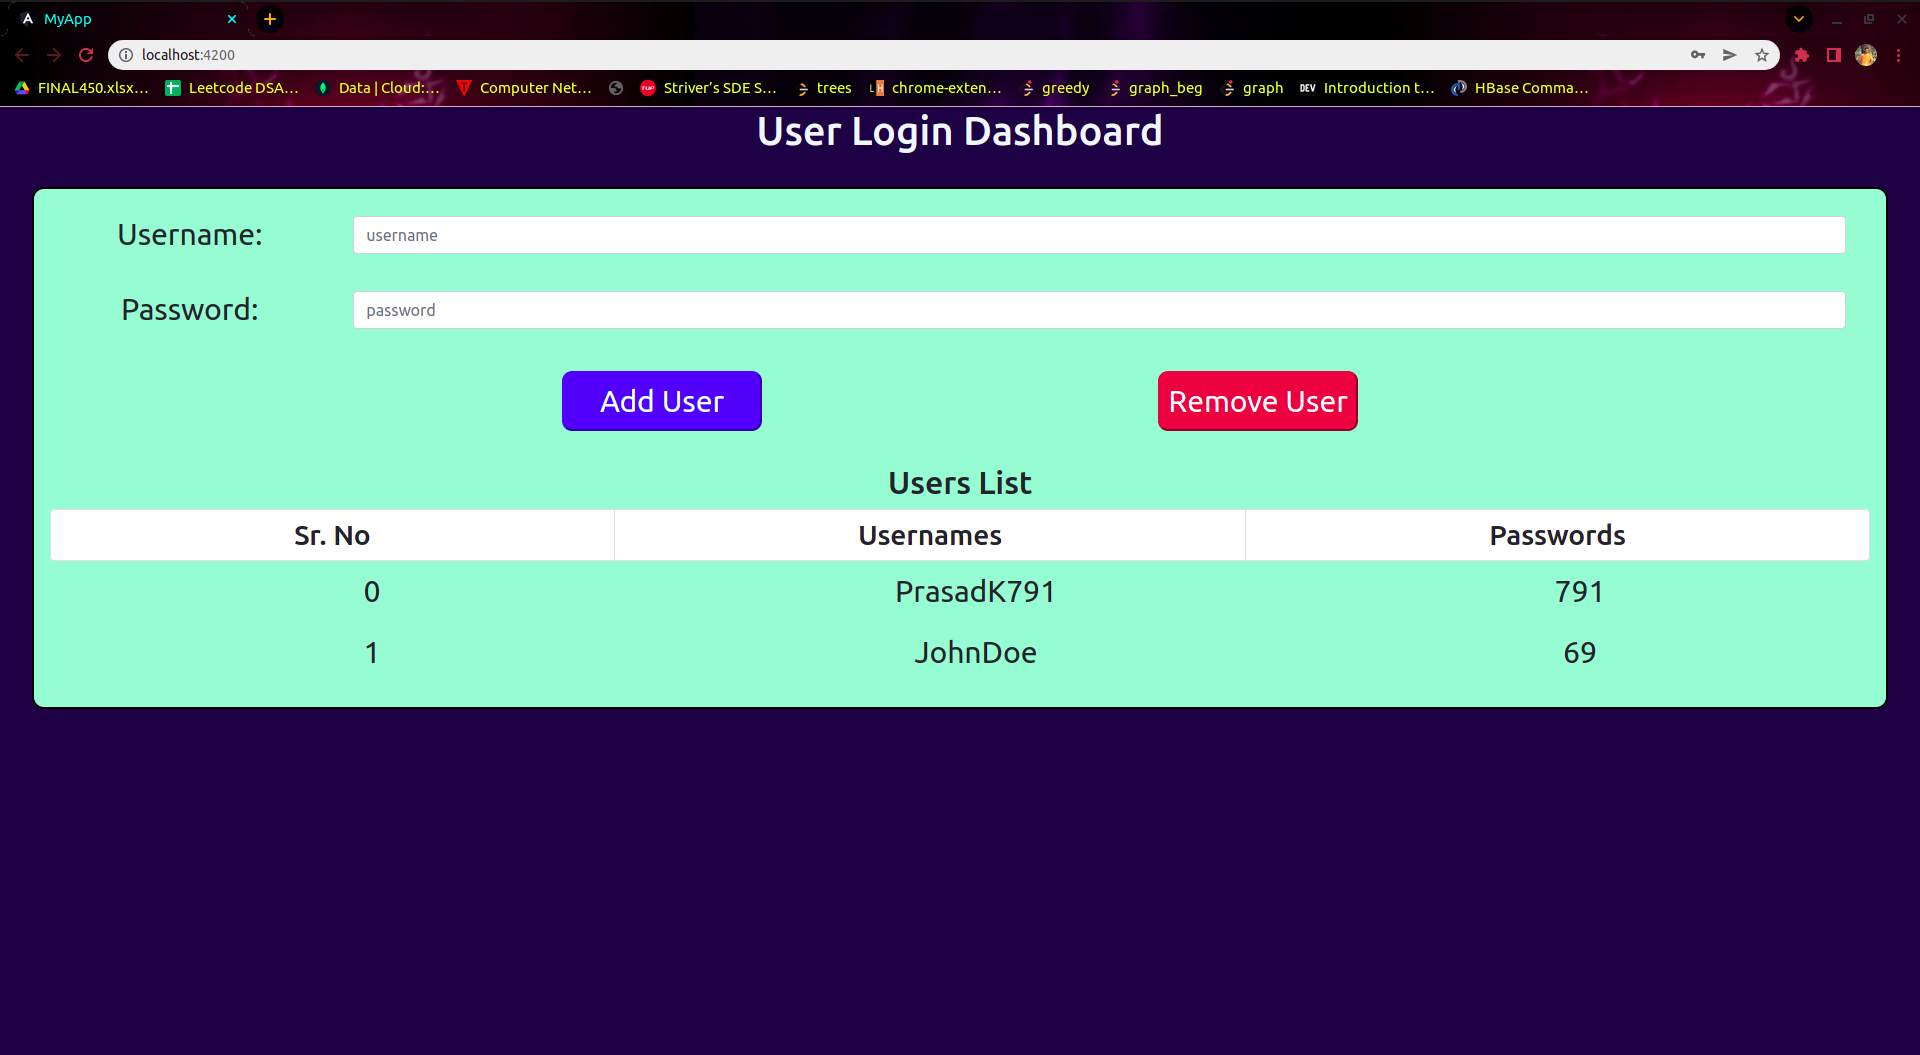 MyApp
localhost:4200
FINAL450.xlsx... Leetcode DSA... Data | Cloud:... Computer Net... Striver's SDE S... trees chrome-exten... greedy graph_beg graph DEV Introduction t... HBase Comma...
User Login Dashboard
Username: username
Password: password
Add User Remove User
Users List
Sr. No Usernames Passwords
0 PrasadK791 791
1 JohnDoe 69